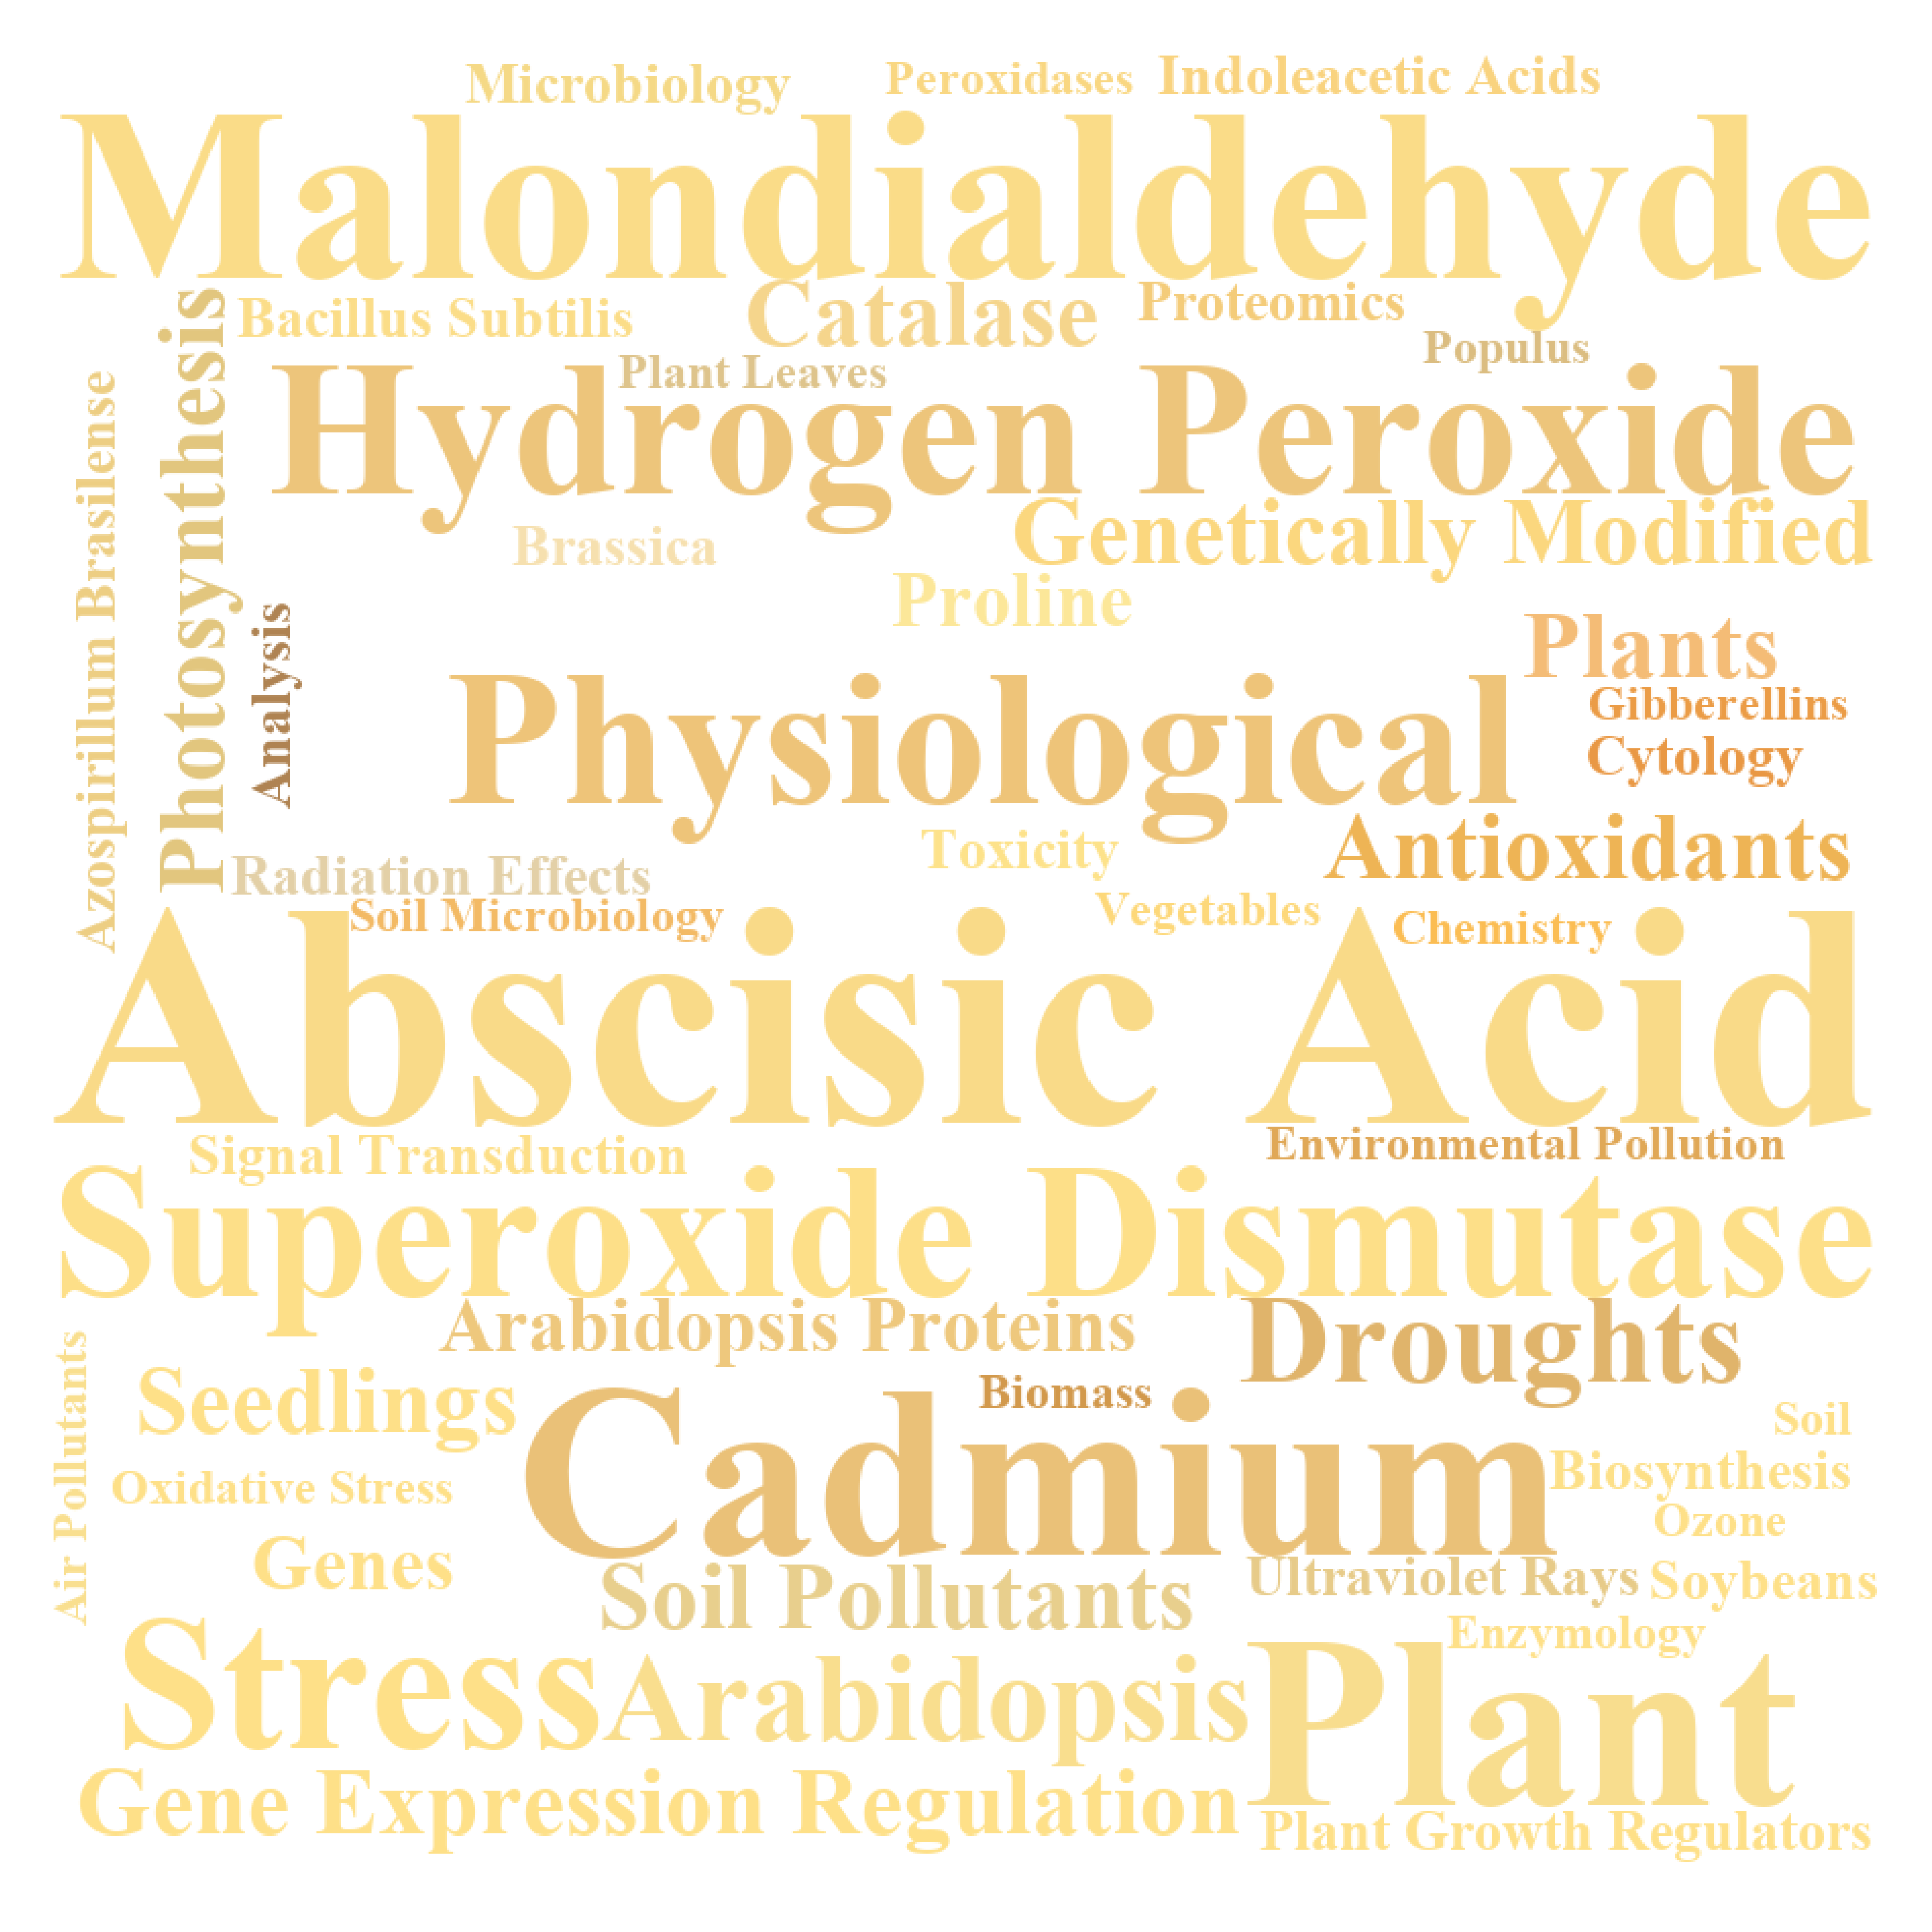 Microbiology
Peroxidases
Indoleacetic Acids
Malondialdehyde
Bacillus Subtilis
Catalase
Proteomics
Populus
Plant Leaves
Hydrogen Peroxide
Photosynthesis
Azospirillum Brasilense
Genetically Modified
Brassica
Proline
Analysis
Plants
Physiological
Gibberellins
Cytology
Toxicity
Antioxidants
Radiation Effects
Soil Microbiology
Vegetables
Chemistry
Abscisic Acid
Signal Transduction
Environmental Pollution
Superoxide Dismutase
Arabidopsis Proteins
Droughts
Air Pollutants
Seedlings
Biomass
Cadmium
Soil
Oxidative Stress
Biosynthesis
Ozone
Genes
Soil Pollutants
Ultraviolet Rays
Soybeans
Enzymology
Stress
Arabidopsis
Plant
Gene Expression Regulation
Plant Growth Regulators